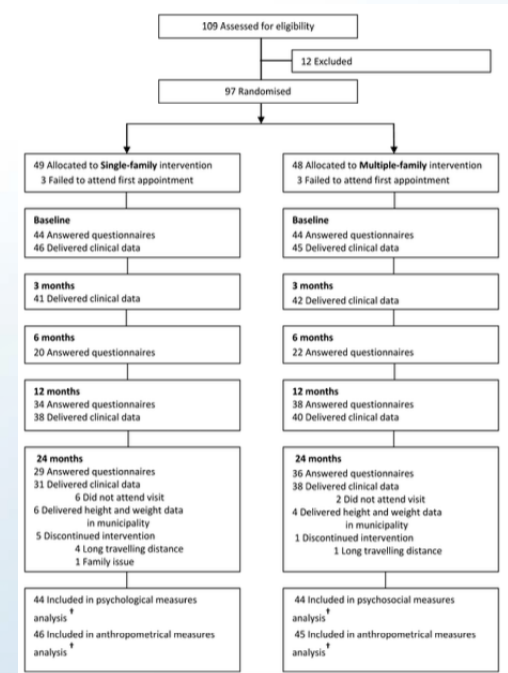 109 Assessed for eligibility
12 Excluded
97 Randomised
49 Allocated to Single-family intervention
3 Failed to attend first appointment
Baseline
44 Answered questionnaires
46 Delivered clinical data
3 months
41 Delivered clinical data
6 months
20 Answered questionnaires
12 months
34 Answered questionnaires
38 Delivered clinical data
24 months
29 Answered questionnaires
31 Delivered clinical data
6 Did not attend visit
6 Delivered height and weight data
in municipality
5 Discontinued intervention
4 Long travelling distance
1 Family issue
44 Included in psychological measures
analysis†
46 Included in anthropometrical measures
analysis†
48 Allocated to Multiple-family intervention
3 Failed to attend first appointment
Baseline
44 Answered questionnaires
45 Delivered clinical data
3 months
42 Delivered clinical data
6 months
22 Answered questionnaires
12 months
38 Answered questionnaires
40 Delivered clinical data
24 months
36 Answered questionnaires
38 Delivered clinical data
2 Did not attend visit
4 Delivered height and weight data
in municipality
1 Discontinued intervention
1 Long travelling distance
44 Included in psychosocial measures
analysis†
45 Included in anthropometrical measures
analysis†